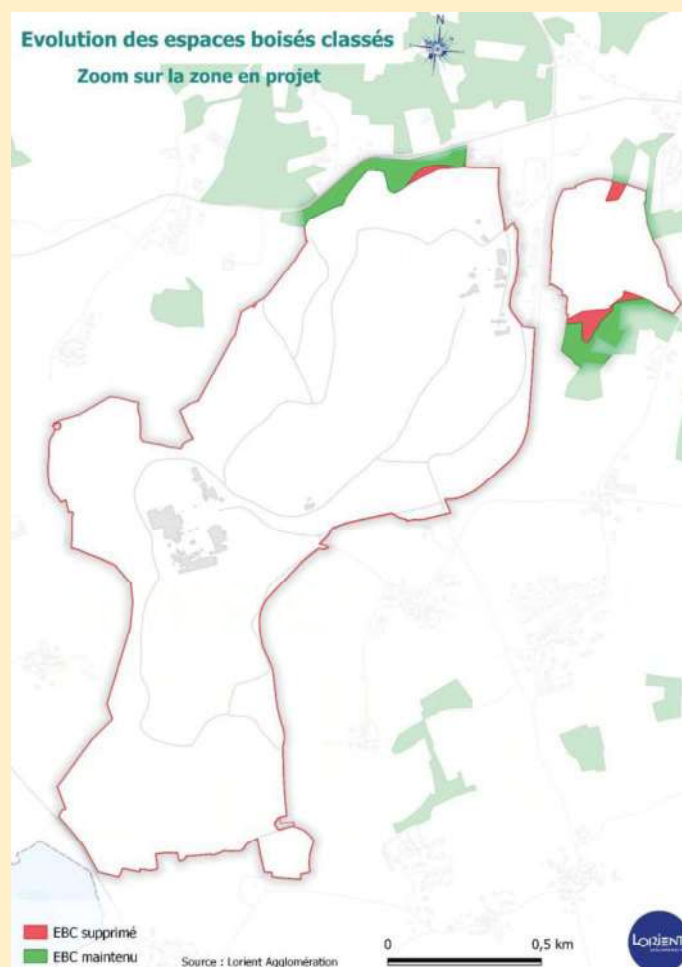 Evolution des espaces boisés classés
Zoom sur la zone en projet
N
EBC supprimé
EBC maintenu
Source : Lorient Agglomération
0 0,5 km
LORIENT